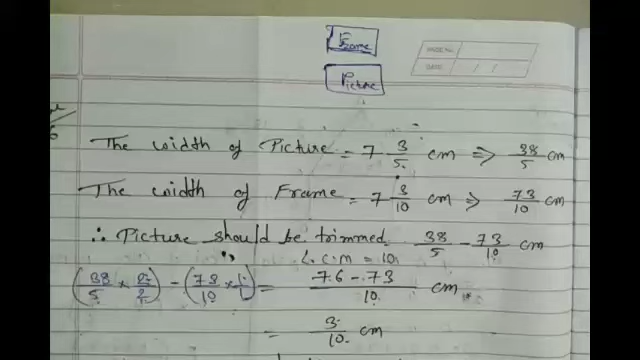 Frame
Picture
PAGE No.
DATE / /
The width of Picture = 7 3/5 cm => 38/5 cm
The width of Frame = 7 3/10 cm => 73/10 cm
∴ Picture should be trimmed 38/5 - 73/10 cm
L.C.M = 10
(38/5 × 2/2) - (73/10 × 1/1) = 76 - 73/10 cm
= 3/10 cm